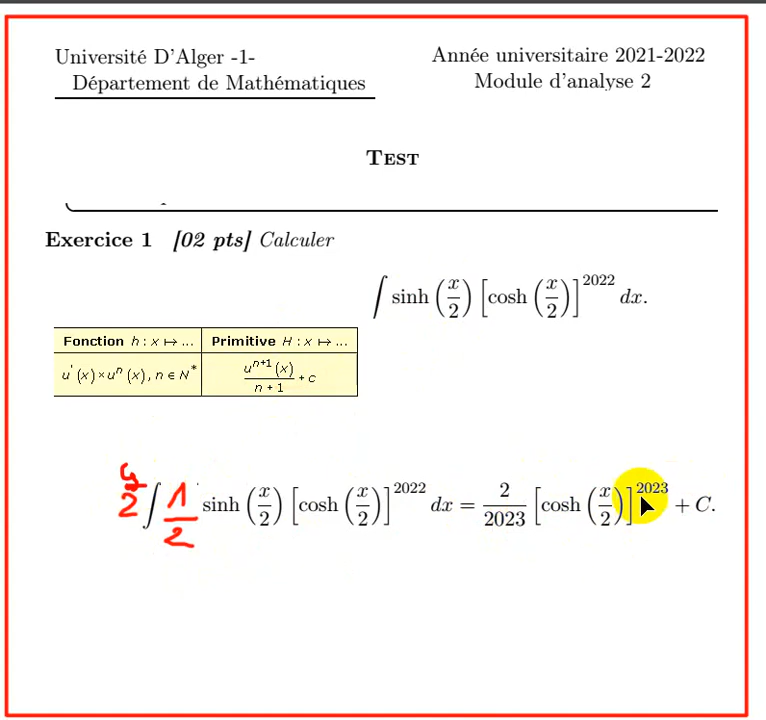 Université D'Alger -1-
Année universitaire 2021-2022
Département de Mathématiques
Module d'analyse 2
TEST
Exercice 1 [02 pts] Calculer
∫ sinh (x/2) [cosh (x/2)]^2022 dx.
Fonction h : x ↦ ... Primitive H : x ↦ ...
u'(x) × u^n (x), n ∈ N* u^(n+1) (x) / (n + 1) + c
2 ∫ 1/2 sinh (x/2) [cosh (x/2)]^2022 dx = 2/2023 [cosh (x/2)]^2023 + C.